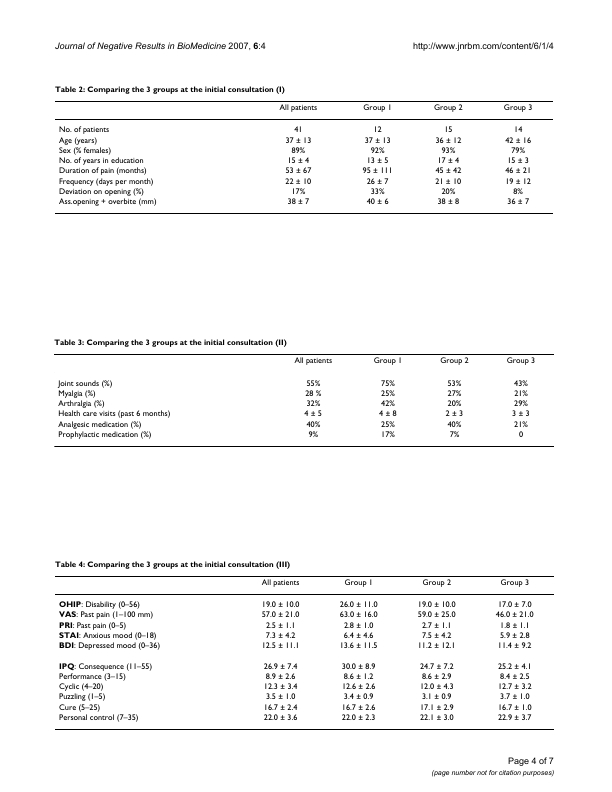 Journal of Negative Results in BioMedicine 2007, 6:4 http://www.jnrbm.com/content/6/1/4
Table 2: Comparing the 3 groups at the initial consultation (I)
All patients Group 1 Group 2 Group 3
No. of patients 41 12 15 14
Age (years) 37 ± 13 37 ± 13 36 ± 12 42 ± 16
Sex (% females) 89% 92% 93% 79%
No. of years in education 15 ± 4 13 ± 5 17 ± 4 15 ± 3
Duration of pain (months) 53 ± 67 95 ± 111 45 ± 42 46 ± 21
Frequency (days per month) 22 ± 10 26 ± 7 21 ± 10 19 ± 12
Deviation on opening (%) 17% 33% 20% 8%
Ass.opening + overbite (mm) 38 ± 7 40 ± 6 38 ± 8 36 ± 7
Table 3: Comparing the 3 groups at the initial consultation (II)
All patients Group 1 Group 2 Group 3
Joint sounds (%) 55% 75% 53% 43%
Myalgia (%) 28 % 25% 27% 21%
Arthralgia (%) 32% 42% 20% 29%
Health care visits (past 6 months) 4 ± 5 4 ± 8 2 ± 3 3 ± 3
Analgesic medication (%) 40% 25% 40% 21%
Prophylactic medication (%) 9% 17% 7% 0
Table 4: Comparing the 3 groups at the initial consultation (III)
All patients Group 1 Group 2 Group 3
OHIP: Disability (0–56) 19.0 ± 10.0 26.0 ± 11.0 19.0 ± 10.0 17.0 ± 7.0
VAS: Past pain (1–100 mm) 57.0 ± 21.0 63.0 ± 16.0 59.0 ± 25.0 46.0 ± 21.0
PRI: Past pain (0–5) 2.5 ± 1.1 2.8 ± 1.0 2.7 ± 1.1 1.8 ± 1.1
STAI: Anxious mood (0–18) 7.3 ± 4.2 6.4 ± 4.6 7.5 ± 4.2 5.9 ± 2.8
BDI: Depressed mood (0–36) 12.5 ± 11.1 13.6 ± 11.5 11.2 ± 12.1 11.4 ± 9.2
IPQ: Consequence (11–55) 26.9 ± 7.4 30.0 ± 8.9 24.7 ± 7.2 25.2 ± 4.1
Performance (3–15) 8.9 ± 2.6 8.6 ± 1.2 8.6 ± 2.9 8.4 ± 2.5
Cyclic (4–20) 12.3 ± 3.4 12.6 ± 2.6 12.0 ± 4.3 12.7 ± 3.2
Puzzling (1–5) 3.5 ± 1.0 3.4 ± 0.9 3.1 ± 0.9 3.7 ± 1.0
Cure (5–25) 16.7 ± 2.4 16.7 ± 2.6 17.1 ± 2.9 16.7 ± 1.0
Personal control (7–35) 22.0 ± 3.6 22.0 ± 2.3 22.1 ± 3.0 22.9 ± 3.7
Page 4 of 7
(page number not for citation purposes)